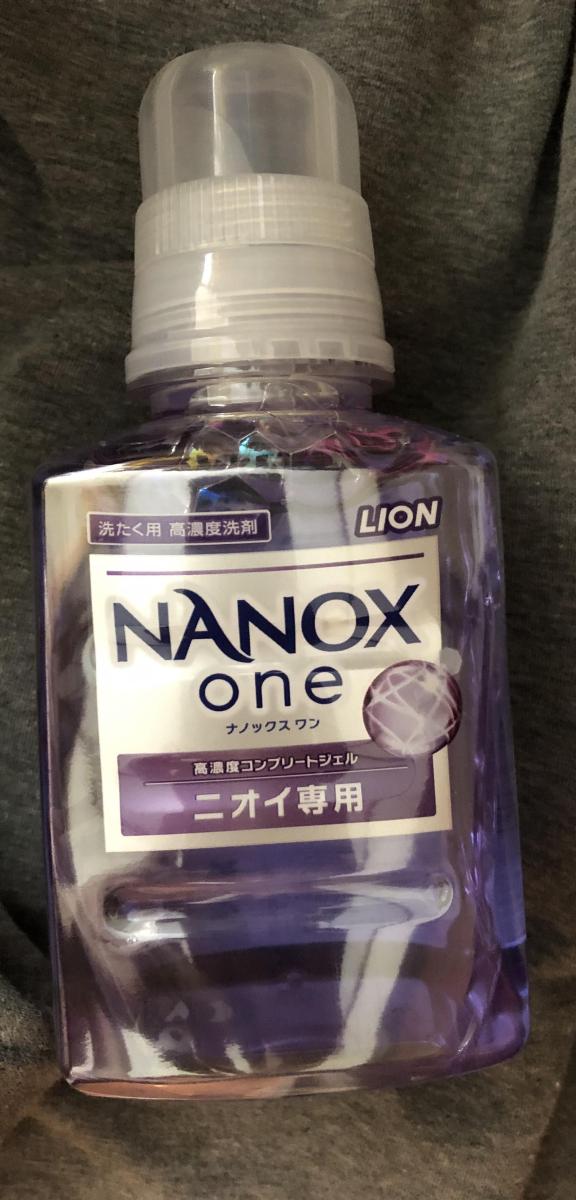 洗たく用 高濃度洗剤
LION
NANOX
one
ナノックス ワン
高濃度コンプリートジェル
ニオイ専用